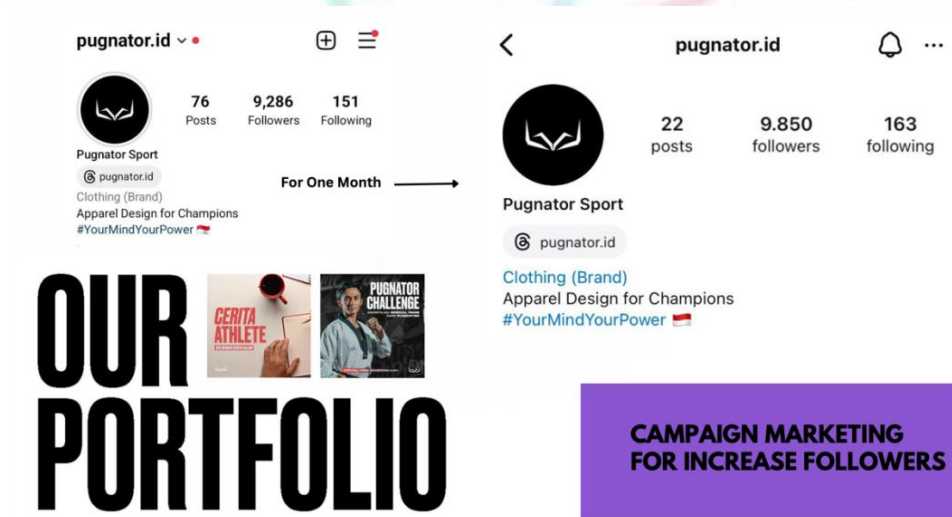 pugnator.id
76 9,286 151
Posts Followers Following
Pugnator Sport
pugnator.id
Clothing (Brand)
Apparel Design for Champions
#YourMindYourPower
For One Month
pugnator.id
22 9.850 163
posts followers following
Pugnator Sport
pugnator.id
Clothing (Brand)
Apparel Design for Champions
#YourMindYourPower
OUR
PORTFOLIO
CERITA
ATHLETE
PUGNATOR
CHALLENGE
CAMPAIGN MARKETING
FOR INCREASE FOLLOWERS